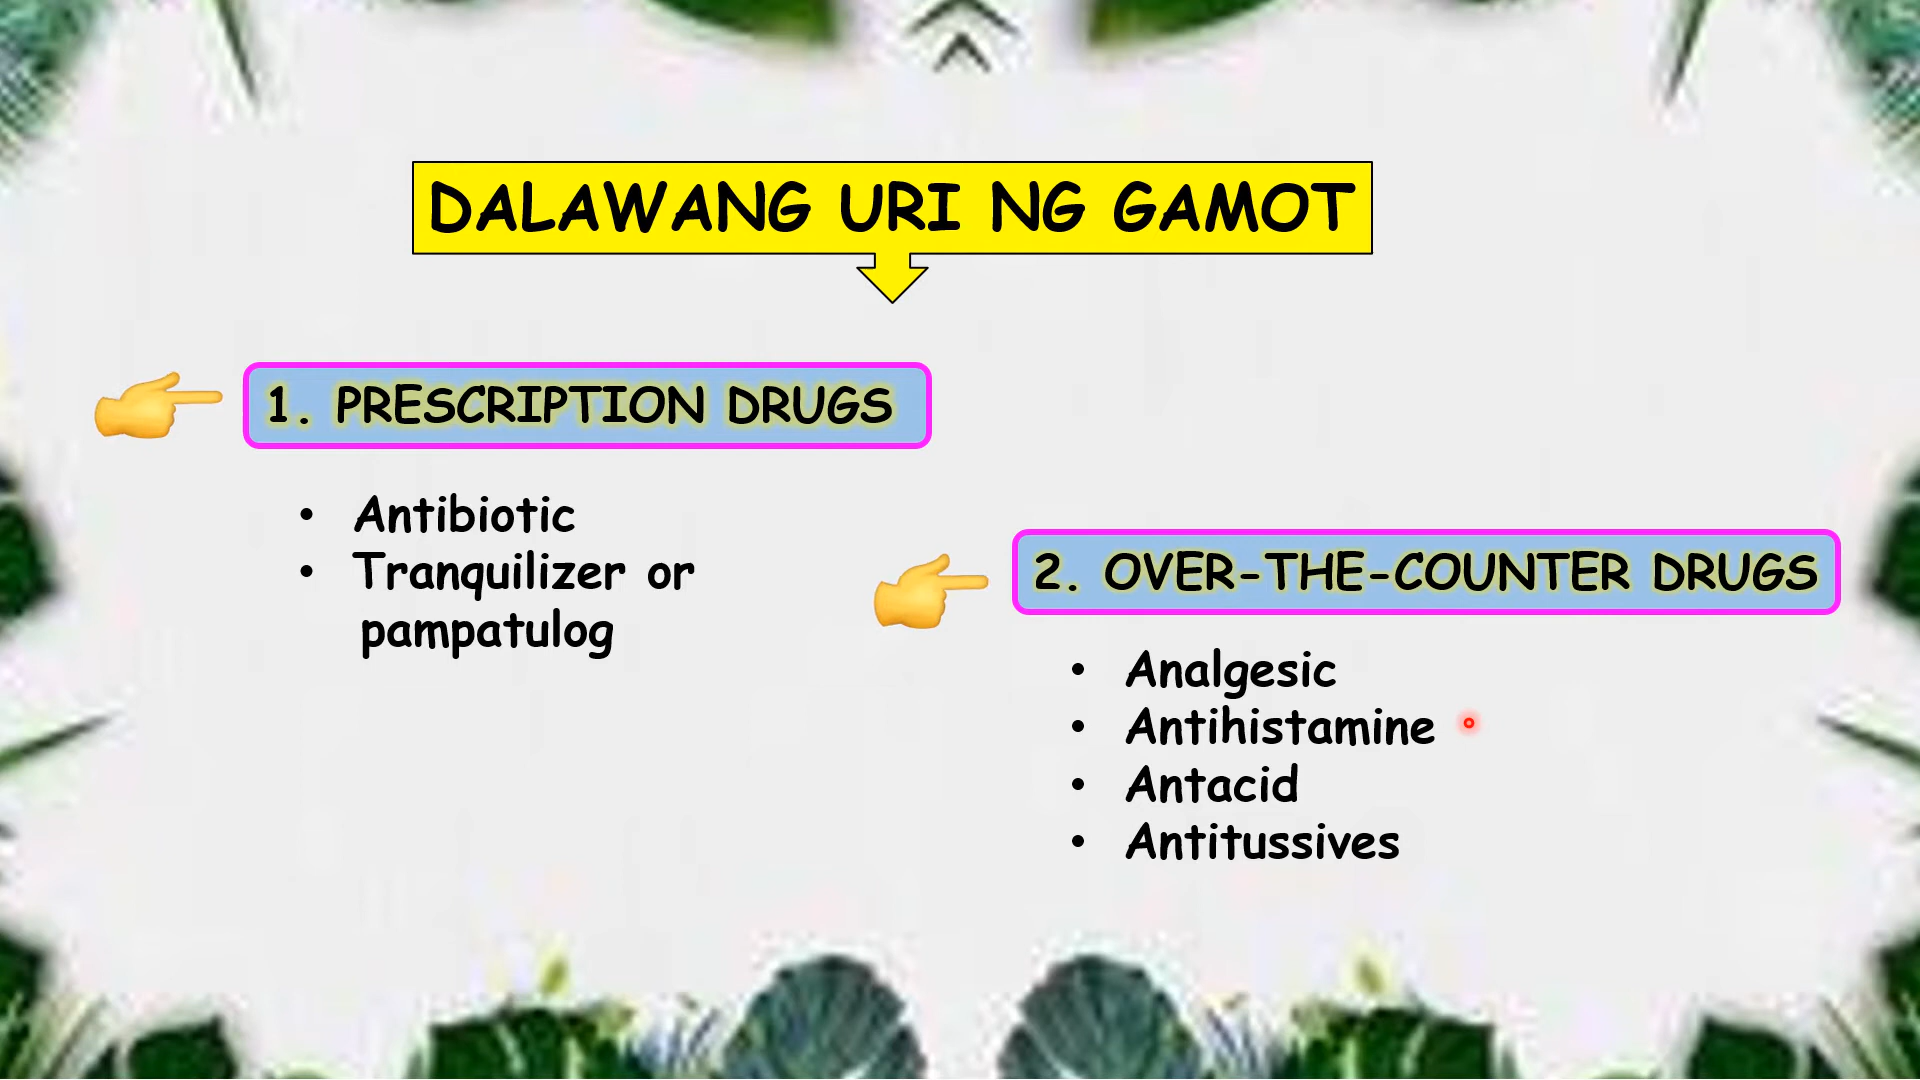 DALAWANG URI NG GAMOT
1. PRESCRIPTION DRUGS
• Antibiotic
• Tranquilizer or
pampatulog
2. OVER-THE-COUNTER DRUGS
• Analgesic
• Antihistamine
• Antacid
• Antitussives